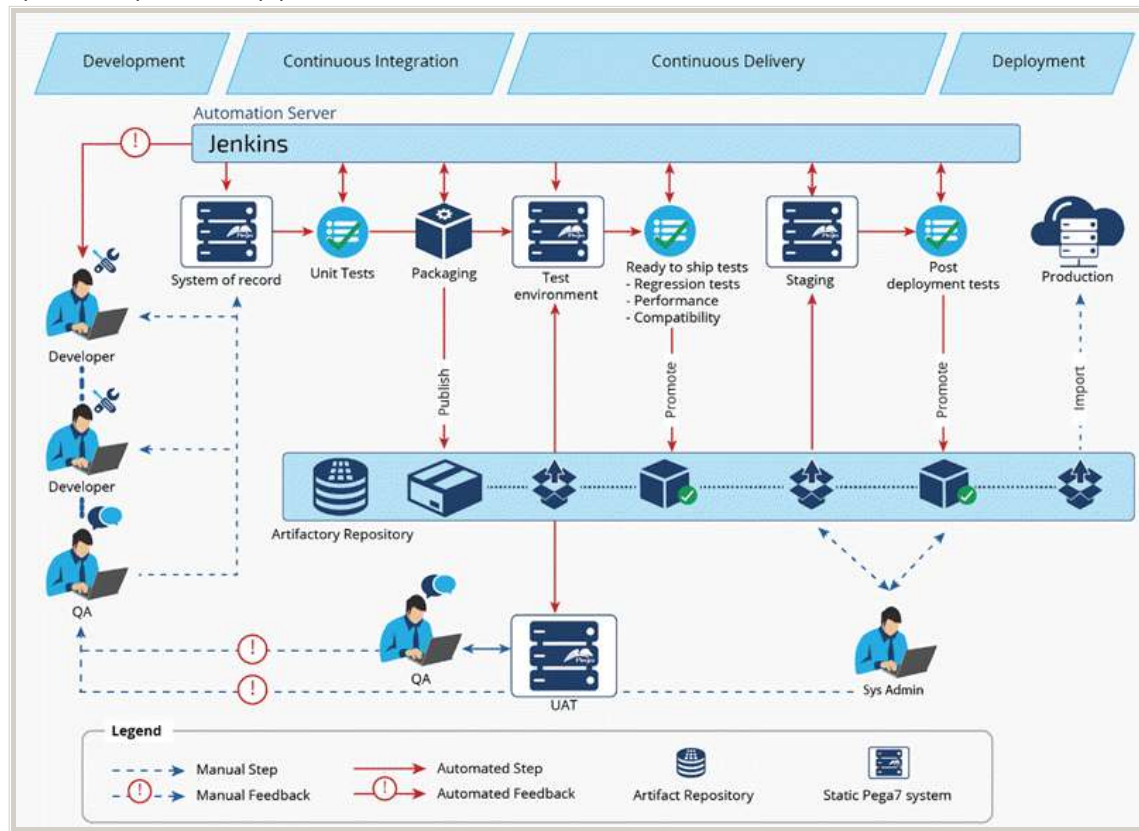 Development
Continuous Integration
Continuous Delivery
Deployment
Automation Server
Jenkins
System of record
Unit Tests
Packaging
Test
environment
Ready to ship tests
- Regression tests
- Performance
- Compatibility
Staging
Post
deployment tests
Production
Developer
Developer
QA
Publish
Promote
Promote
Import
Artifactory Repository
QA
UAT
Sys Admin
Legend
Manual Step
Manual Feedback
Automated Step
Automated Feedback
Artifact Repository
Static Pega7 system